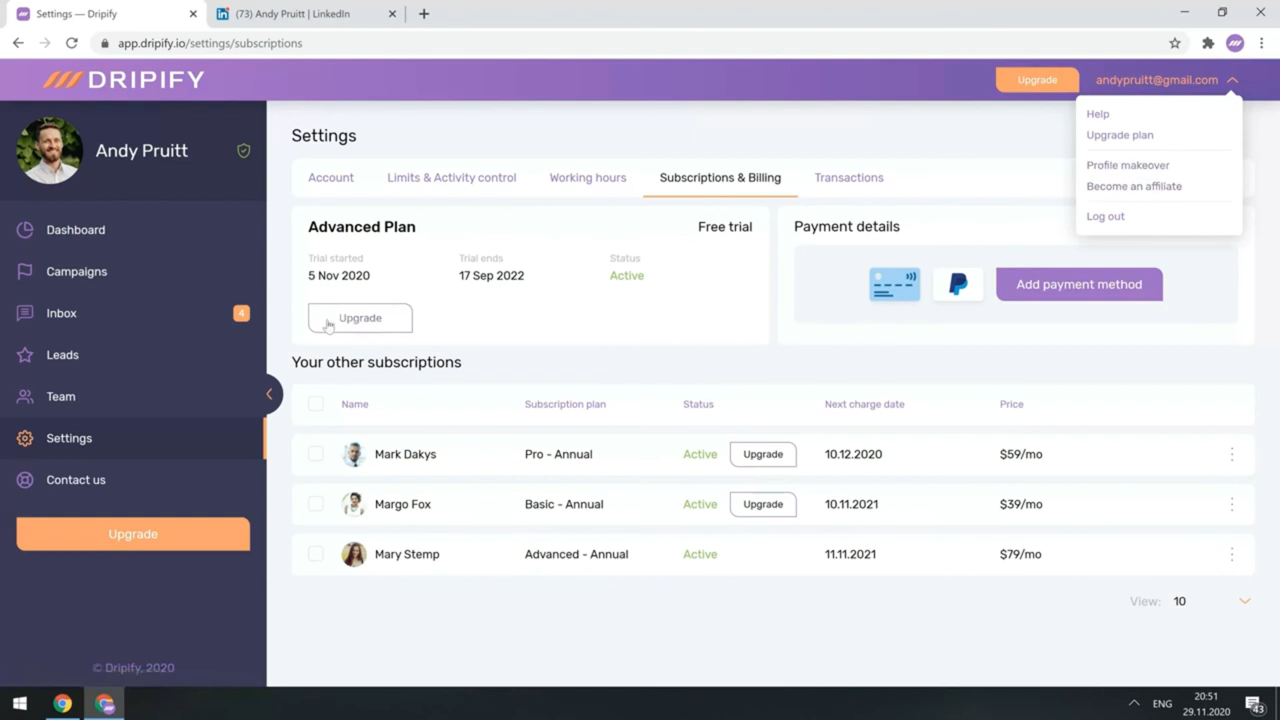 Settings — Dripify
(73) Andy Pruitt | LinkedIn
app.dripify.io/settings/subscriptions
DRIPIFY
Upgrade
andypruitt@gmail.com
Help
Upgrade plan
Profile makeover
Become an affiliate
Log out
Andy Pruitt
Dashboard
Campaigns
Inbox 4
Leads
Team
Settings
Contact us
Upgrade
© Dripify, 2020
Settings
Account Limits & Activity control Working hours Subscriptions & Billing Transactions
Advanced Plan Free trial
Trial started Trial ends Status
5 Nov 2020 17 Sep 2022 Active
Upgrade
Payment details
Add payment method
Your other subscriptions
Name Subscription plan Status Next charge date Price
Mark Dakys Pro - Annual Active Upgrade 10.12.2020 $59/mo
Margo Fox Basic - Annual Active Upgrade 10.11.2021 $39/mo
Mary Stemp Advanced - Annual Active 11.11.2021 $79/mo
View: 10
ENG
20:51
29.11.2020
43